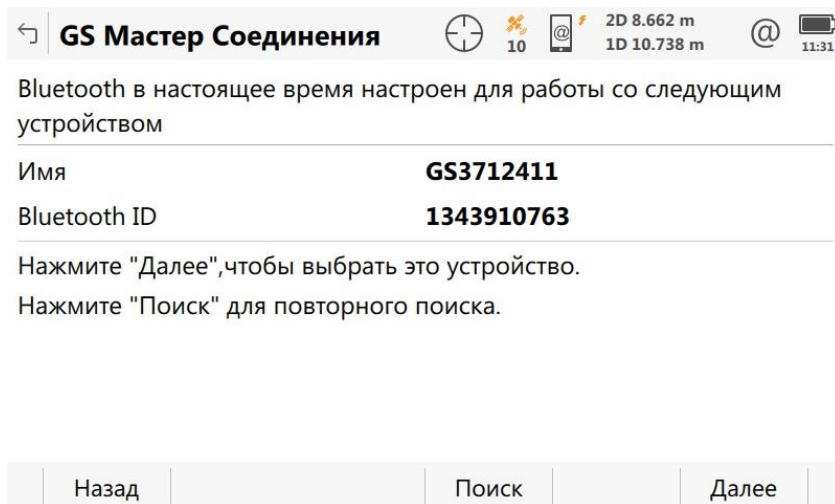 GS Мастер Соединения
10
@
2D 8.662 m
1D 10.738 m
@
11:31
Bluetooth в настоящее время настроен для работы со следующим
устройством
Имя GS3712411
Bluetooth ID 1343910763
Нажмите "Далее",чтобы выбрать это устройство.
Нажмите "Поиск" для повторного поиска.
Назад Поиск Далее